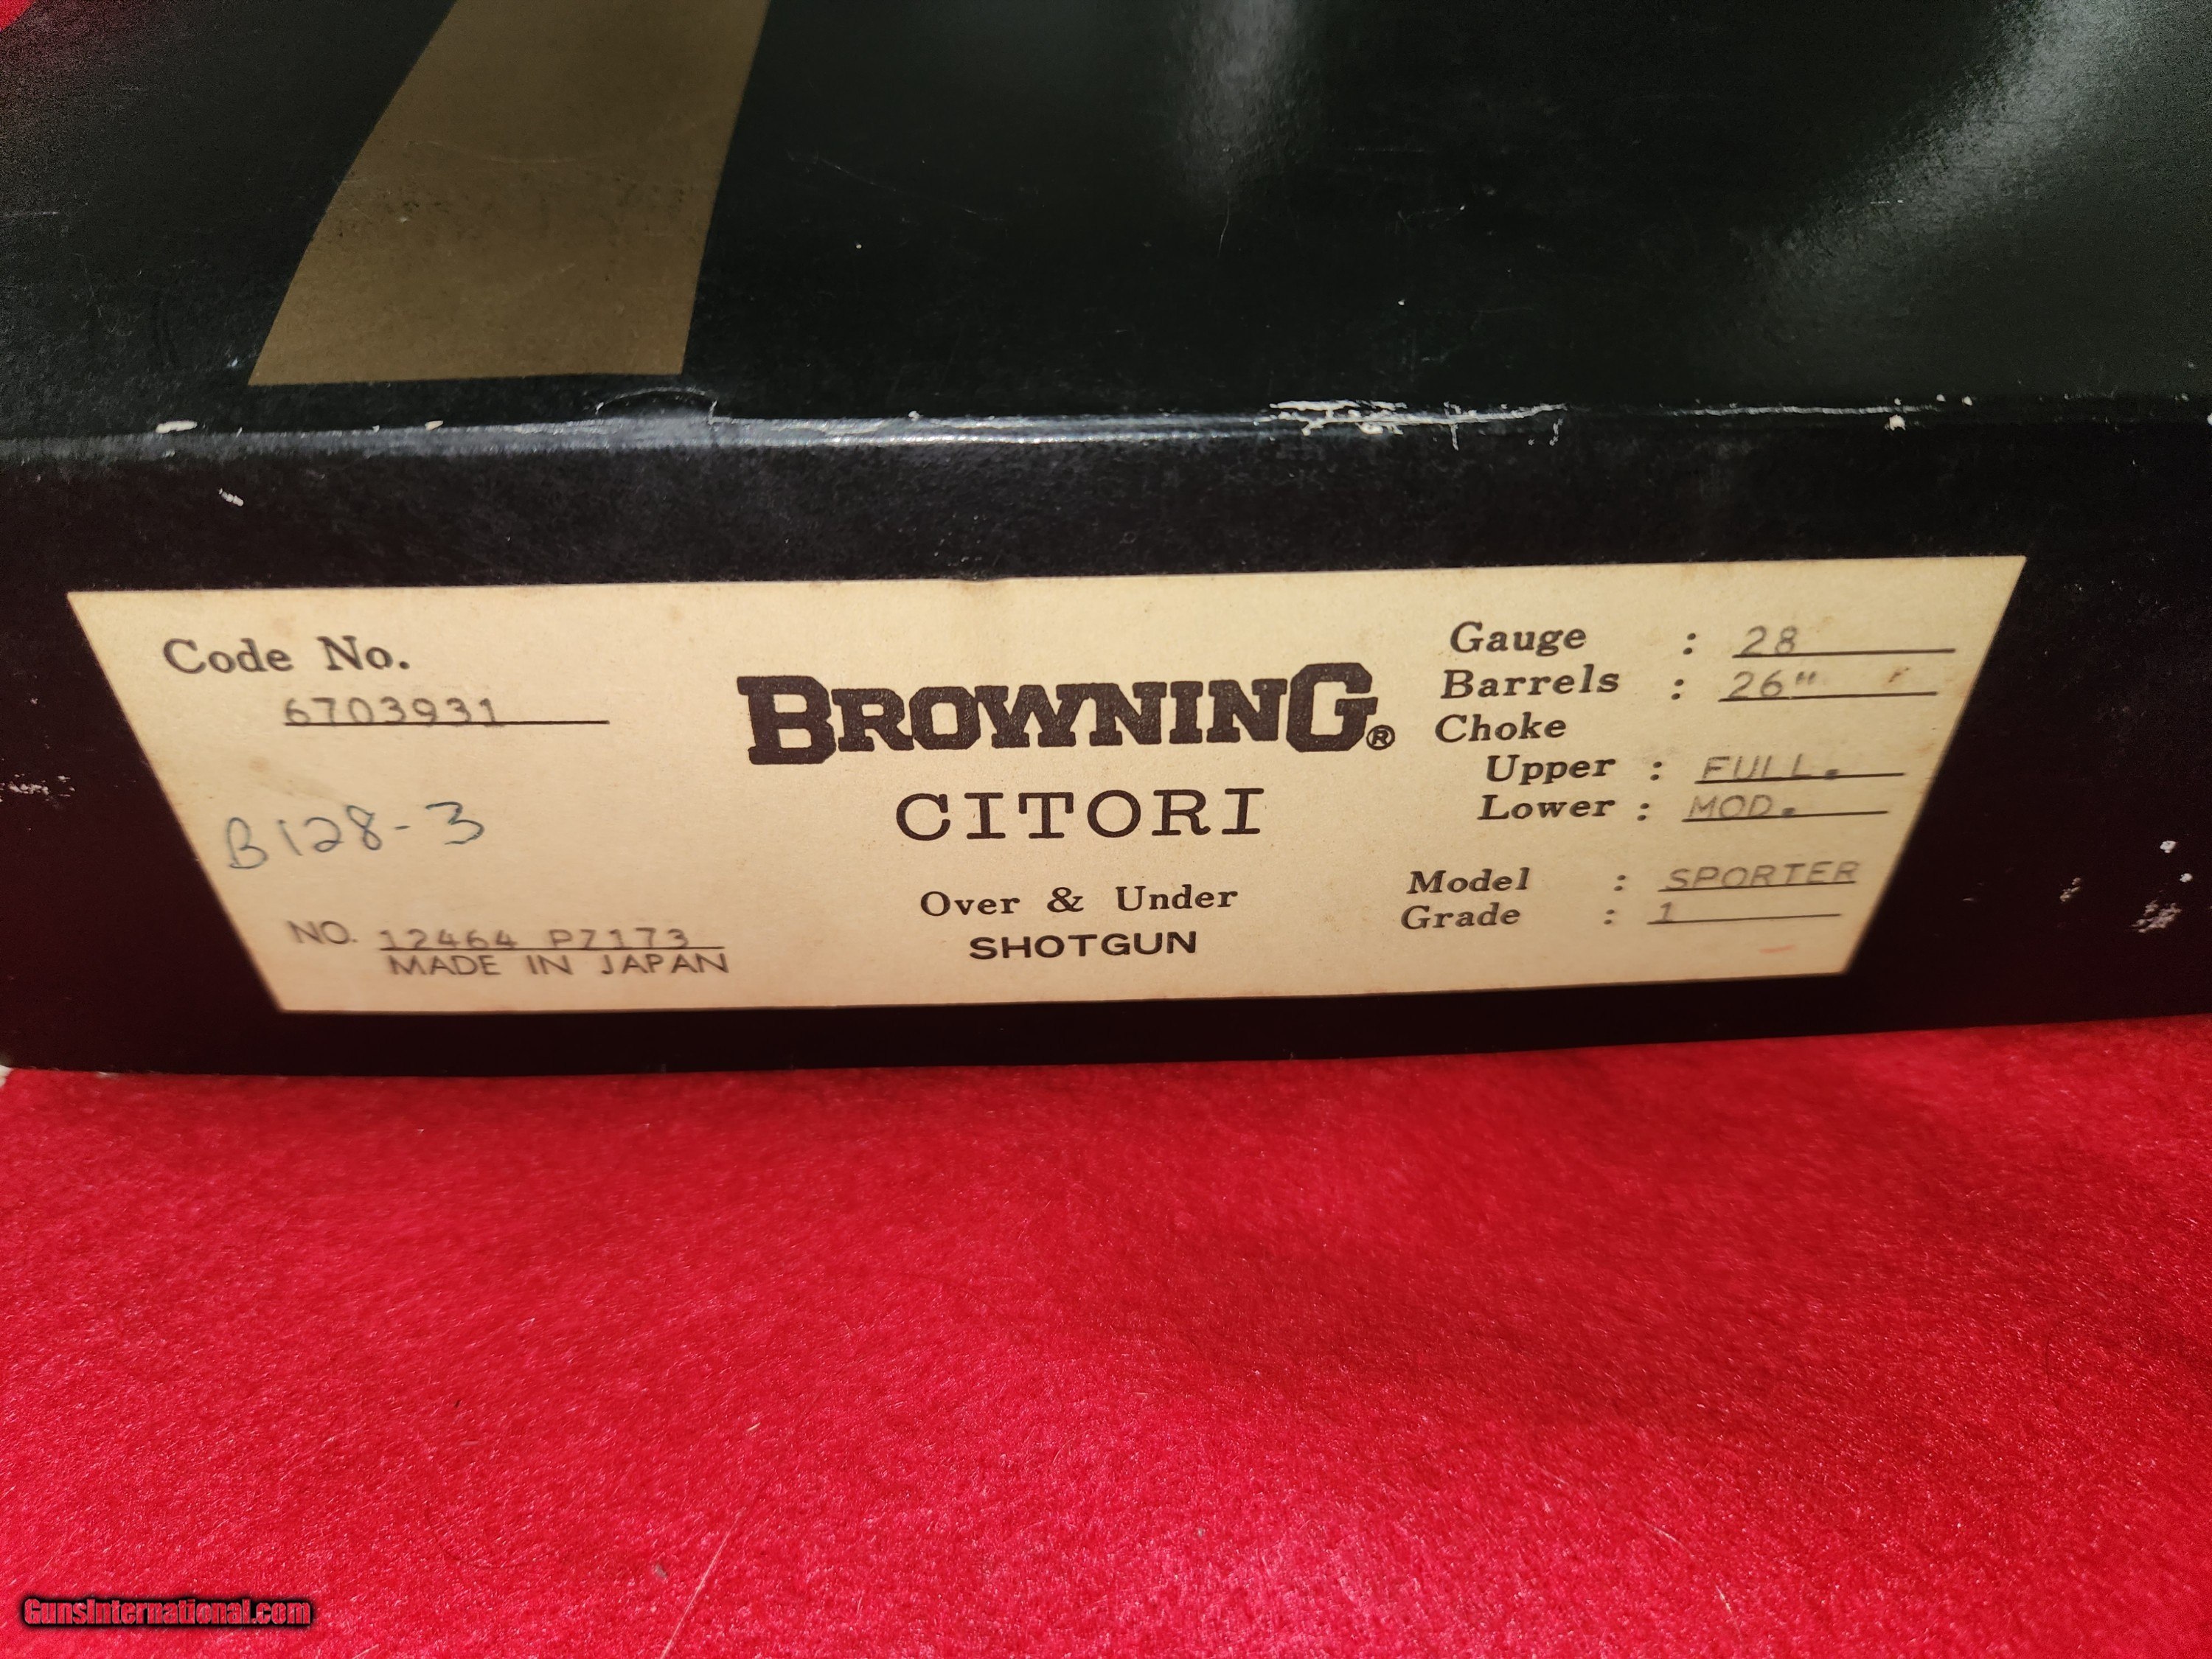 Code No.
6703931
B128-3
NO. 12464 P7173
MADE IN JAPAN
BROWNING®
CITORI
Over & Under
SHOTGUN
Gauge : 28
Barrels : 26"
Choke
Upper : FULL.
Lower : MOD.
Model : SPORTER
Grade : 1
GunsInternational.com